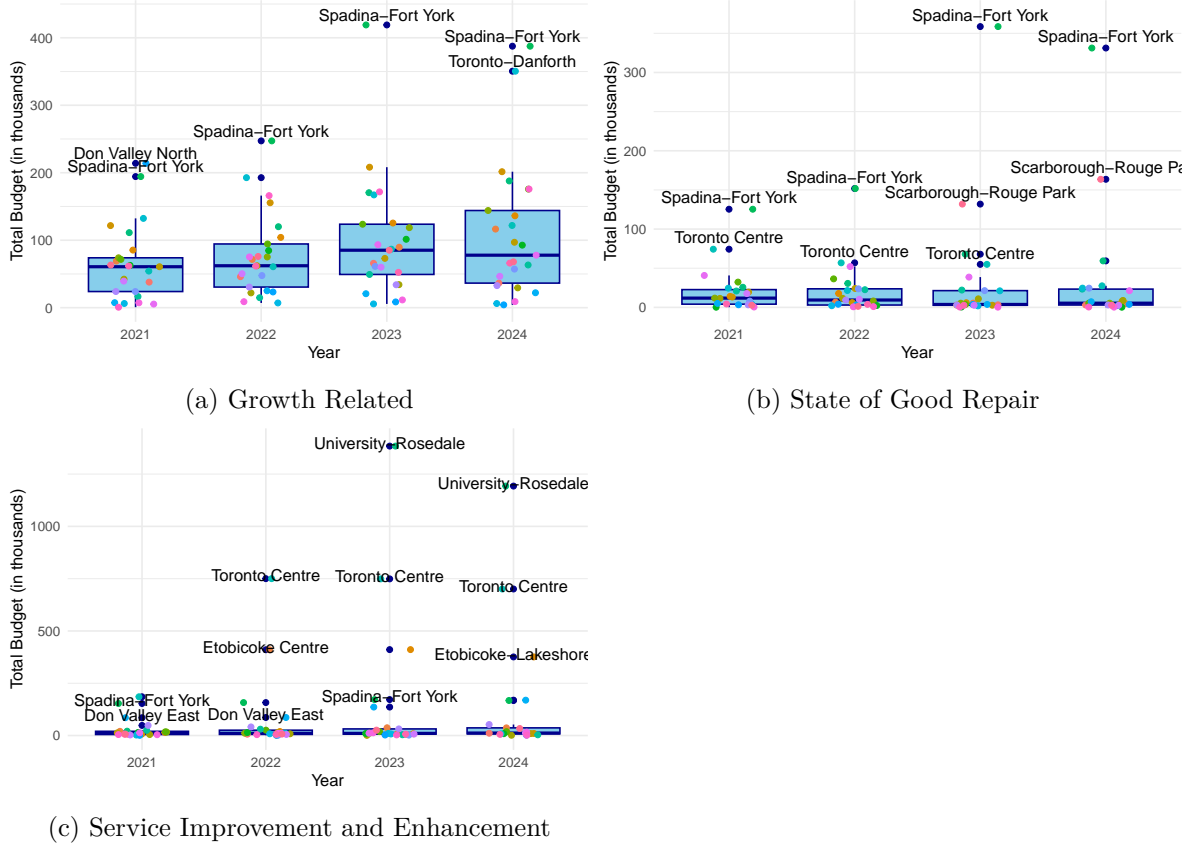 Total Budget (in thousands)
400
300
200
100
0
Spadina−Fort York
Spadina−Fort York
Toronto−Danforth
Spadina−Fort York
Don Valley North
Spadina−Fort York
2021
2022
2023
2024
Year
(a) Growth Related
Total Budget (in thousands)
300
200
100
0
Spadina−Fort York
Spadina−Fort York
Scarborough−Rouge Pa
Spadina−Fort York
Scarborough−Rouge Park
Spadina−Fort York
Toronto Centre
Toronto Centre
Toronto Centre
2021
2022
2023
2024
Year
(b) State of Good Repair
Total Budget (in thousands)
1000
500
0
University−Rosedale
University−Rosedale
Toronto Centre
Toronto Centre
Toronto Centre
Etobicoke Centre
Etobicoke−Lakeshore
Spadina−Fort York
Spadina−Fort York
Don Valley East
Don Valley East
2021
2022
2023
2024
Year
(c) Service Improvement and Enhancement